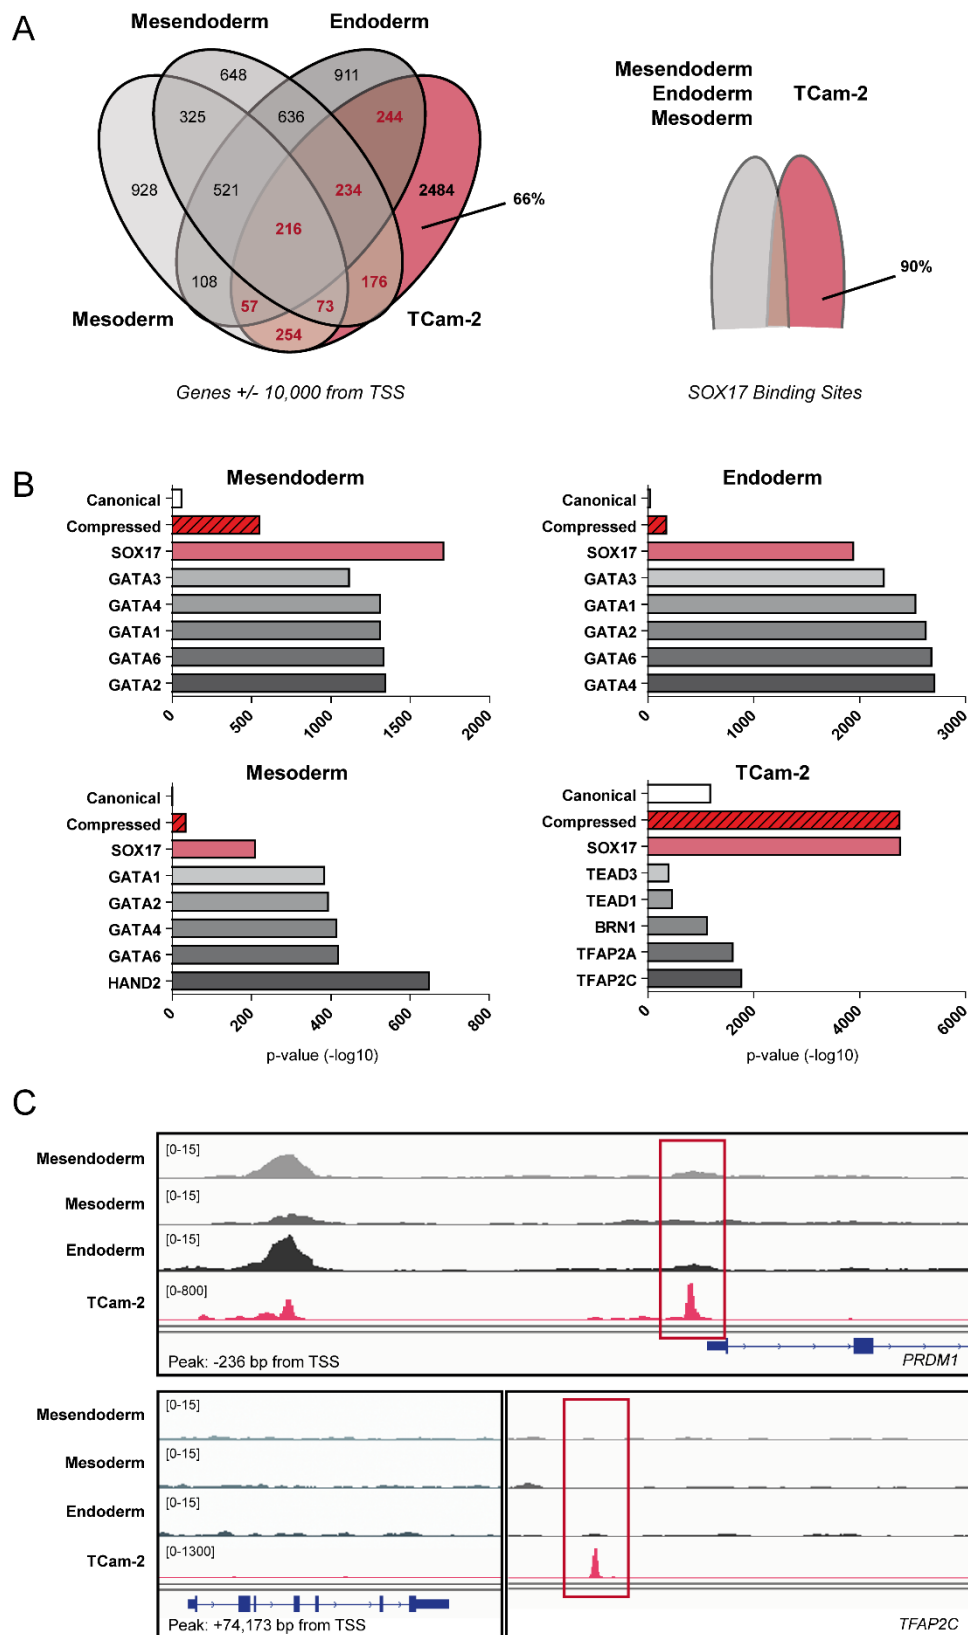 A
Mesendoderm
Endoderm
648
911
325
636
244
928
521
234
2484
66%
216
108
176
57
73
254
Mesoderm
TCam-2
Genes +/- 10,000 from TSS
Mesendoderm
Endoderm
Mesoderm
TCam-2
90%
SOX17 Binding Sites
B
Mesendoderm
Canonical
Compressed
SOX17
GATA3
GATA4
GATA1
GATA6
GATA2
0
500
1000
1500
2000
Endoderm
Canonical
Compressed
SOX17
GATA3
GATA1
GATA2
GATA6
GATA4
0
1000
2000
3000
Mesoderm
Canonical
Compressed
SOX17
GATA1
GATA2
GATA4
GATA6
HAND2
0
200
400
600
800
p-value (-log10)
TCam-2
Canonical
Compressed
SOX17
TEAD3
TEAD1
BRN1
TFAP2A
TFAP2C
0
2000
4000
6000
p-value (-log10)
C
Mesendoderm
[0-15]
Mesoderm
[0-15]
Endoderm
[0-15]
TCam-2
[0-800]
Peak: -236 bp from TSS
PRDM1
Mesendoderm
[0-15]
Mesoderm
[0-15]
Endoderm
[0-15]
TCam-2
[0-1300]
Peak: +74,173 bp from TSS
TFAP2C